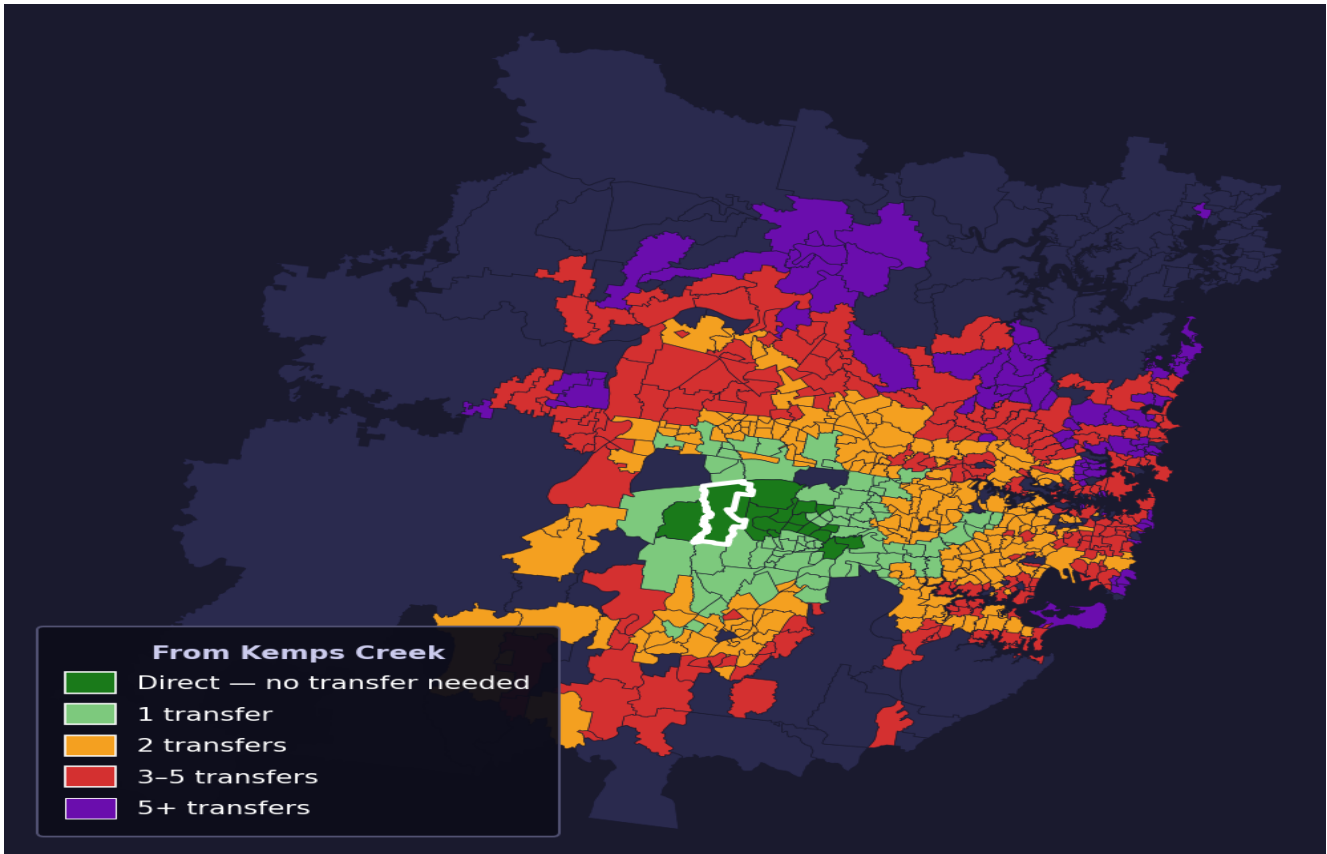 From Kemps Creek
Direct — no transfer needed
1 transfer
2 transfers
3–5 transfers
5+ transfers